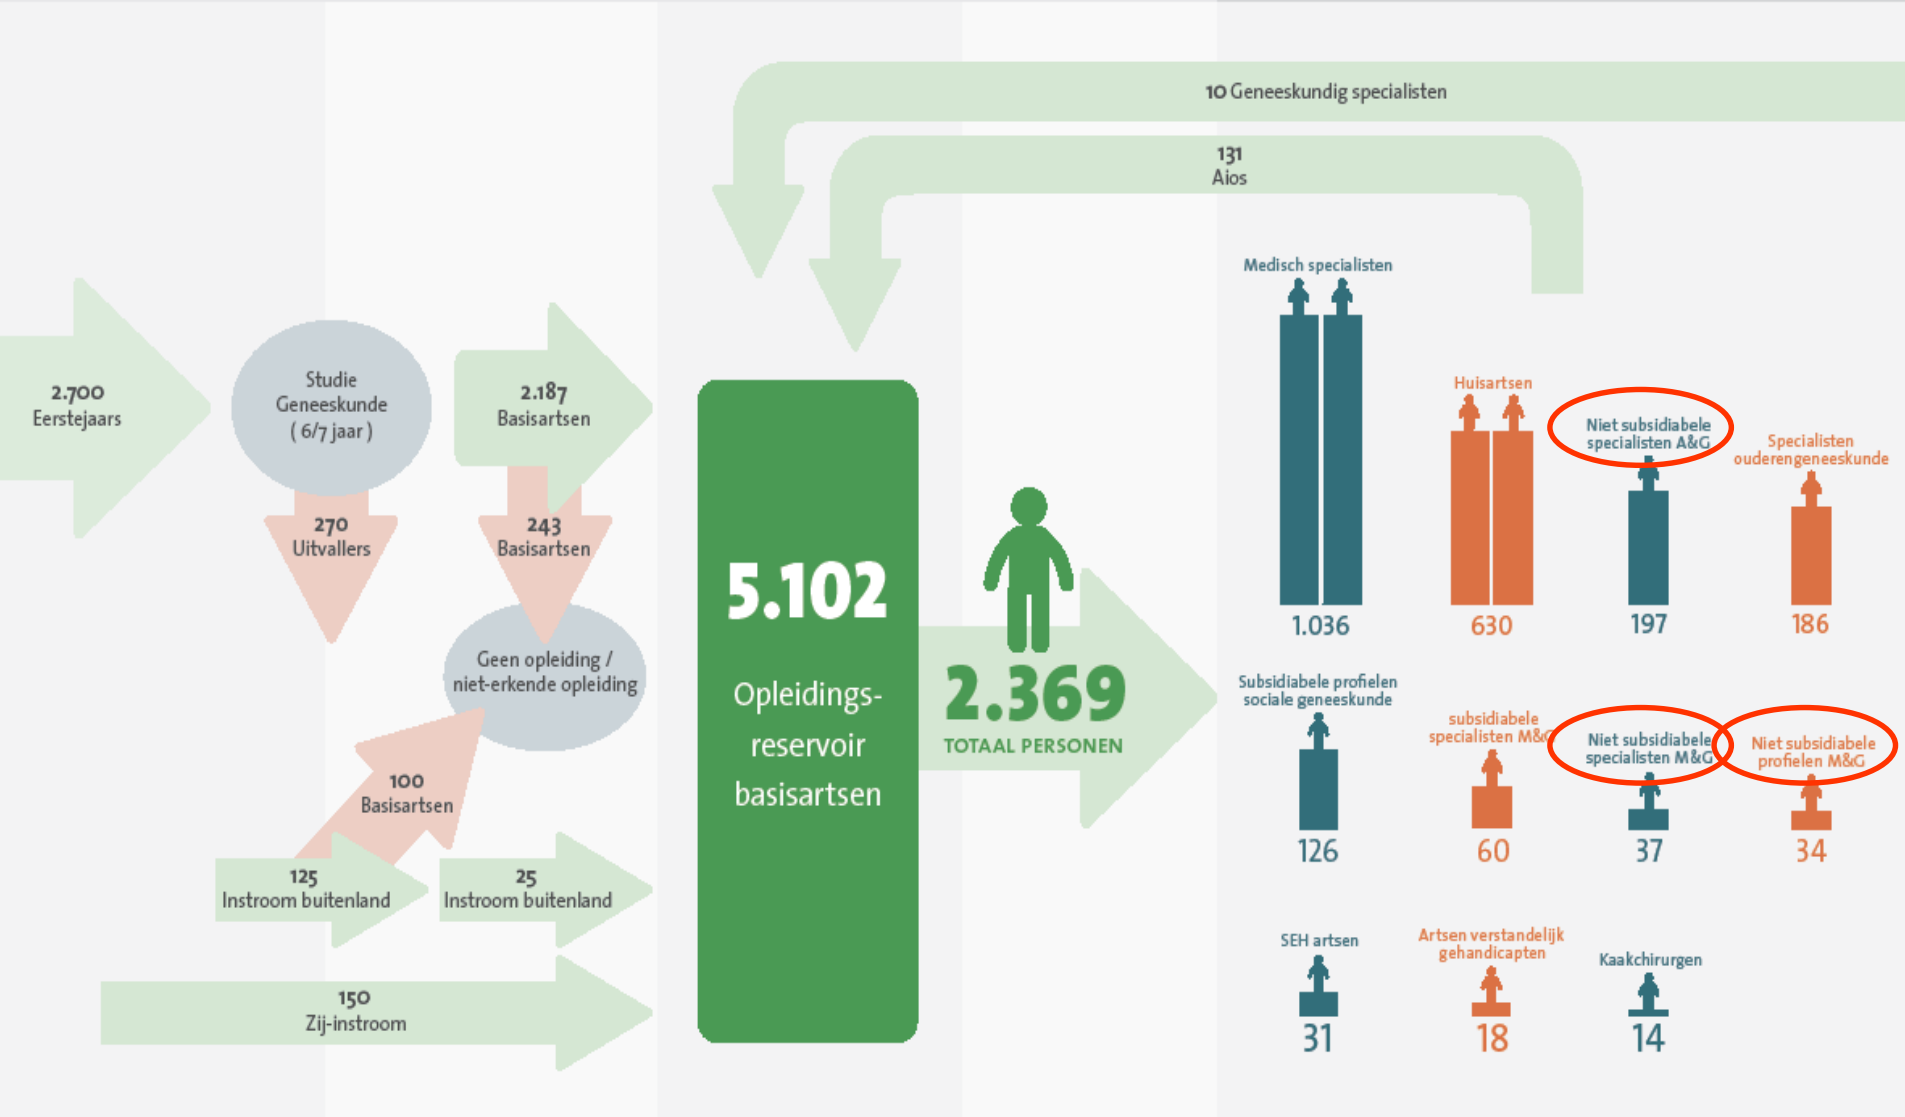 10 Geneeskundig specialisten
131
Aios
2.700
Eerstejaars
Studie
Geneeskunde
( 6/7 jaar )
2.187
Basisartsen
270
Uitvallers
243
Basisartsen
Geen opleiding /
niet-erkende opleiding
100
Basisartsen
125
Instroom buitenland
25
Instroom buitenland
150
Zij-instroom
5.102
Opleidings-
reservoir
basisartsen
2.369
TOTAAL PERSONEN
Medisch specialisten
1.036
Huisartsen
630
Niet subsidiabele
specialisten A&G
197
Specialisten
ouderengeneeskunde
186
Subsidiabele profielen
sociale geneeskunde
126
subsidiabele
specialisten M&G
60
Niet subsidiabele
specialisten M&G
37
Niet subsidiabele
profielen M&G
34
SEH artsen
31
Artsen verstandelijk
gehandicapten
18
Kaakchirurgen
14